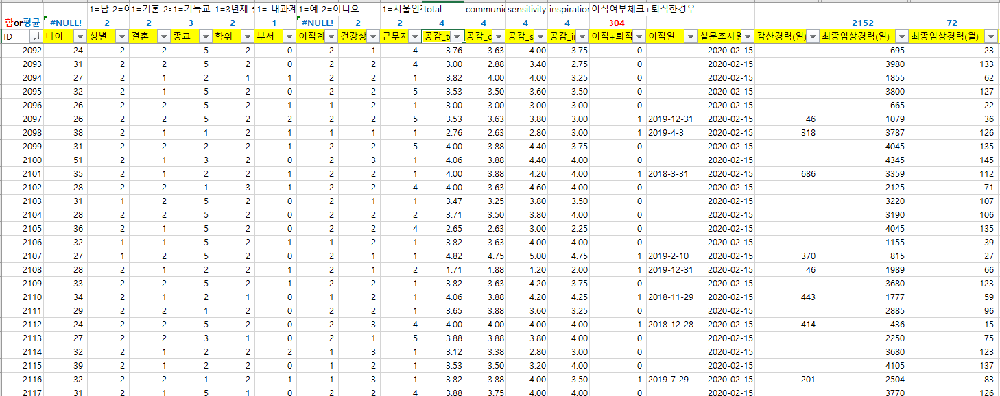 1=남 2=여 1=기혼 2= 1=기독교 1=3년제 졸 1= 내과계 1=예 2=아니오 1=서울인천 total communic sensitivity inspiration 이직여부체크+퇴직한경우
합or평균 #NULL! 2 2 3 2 1 #NULL! 2 2 4 4 4 4 304 2152 72
ID 나이 성별 결혼 종교 학위 부서 이직계 건강상 근무지 공감_to 공감_c 공감_s 공감_in 이직+퇴직 이직일 설문조사일 감산경력(일) 최종임상경력(일) 최종임상경력(월)
2092 24 2 2 5 2 0 2 1 4 3.76 3.63 4.00 3.75 0 2020-02-15 695 23
2093 31 2 2 5 2 0 2 2 4 3.00 2.88 3.40 2.75 0 2020-02-15 3980 133
2094 27 2 1 2 1 1 2 2 1 3.82 4.00 4.00 3.25 0 2020-02-15 1855 62
2095 32 2 1 5 2 0 2 2 5 3.53 3.50 3.60 3.50 0 2020-02-15 3800 127
2096 26 2 2 5 2 1 1 2 1 3.00 3.00 3.00 3.00 0 2020-02-15 665 22
2097 26 2 2 5 2 2 2 2 5 3.53 3.63 3.80 3.00 1 2019-12-31 2020-02-15 46 1079 36
2098 38 2 1 1 2 1 1 1 1 2.76 2.63 2.80 3.00 1 2019-4-3 2020-02-15 318 3787 126
2099 31 2 2 2 2 1 2 2 5 4.00 3.88 4.40 3.75 0 2020-02-15 4045 135
2100 51 2 1 3 2 0 2 3 1 4.06 3.88 4.40 4.00 0 2020-02-15 4345 145
2101 35 2 1 2 2 1 2 2 1 4.00 3.88 4.20 4.00 1 2018-3-31 2020-02-15 686 3359 112
2102 28 2 2 1 3 1 2 2 4 4.00 3.63 4.60 4.00 0 2020-02-15 2125 71
2103 31 1 2 5 2 0 2 1 1 3.47 3.25 3.80 3.50 0 2020-02-15 3220 107
2104 28 2 2 5 2 0 2 2 2 3.71 3.50 3.80 4.00 0 2020-02-15 3190 106
2105 36 2 1 5 2 0 2 2 4 2.65 2.63 3.00 2.25 0 2020-02-15 4045 135
2106 32 1 1 5 2 1 1 2 1 3.82 3.63 4.00 4.00 0 2020-02-15 1155 39
2107 27 1 2 5 2 0 2 1 1 4.82 4.75 5.00 4.75 1 2019-2-10 2020-02-15 370 815 27
2108 28 2 1 2 2 1 2 1 2 1.71 1.88 1.20 2.00 1 2019-12-31 2020-02-15 46 1989 66
2109 33 2 2 5 2 1 2 2 1 3.82 3.63 4.20 3.75 0 2020-02-15 3680 123
2110 34 2 1 2 1 0 1 2 1 4.06 3.88 4.20 4.25 1 2018-11-29 2020-02-15 443 1777 59
2111 29 2 2 1 2 0 2 2 1 3.65 3.88 3.60 3.25 0 2020-02-15 2885 96
2112 24 2 2 5 2 0 2 3 4 4.00 4.00 4.00 4.00 1 2018-12-28 2020-02-15 414 436 15
2113 27 2 2 3 1 0 2 1 5 3.88 3.88 3.80 4.00 0 2020-02-15 2250 75
2114 32 2 1 2 2 2 1 3 1 3.12 3.38 2.80 3.00 0 2020-02-15 3680 123
2115 39 2 1 2 2 0 1 2 1 3.53 3.50 3.20 4.00 0 2020-02-15 4105 137
2116 32 2 2 1 2 1 1 3 1 3.82 3.88 4.00 3.50 1 2019-7-29 2020-02-15 201 2504 83
2117 31 2 1 5 1 0 2 2 4 3.88 3.75 4.00 4.00 0 2020-02-15 3770 126